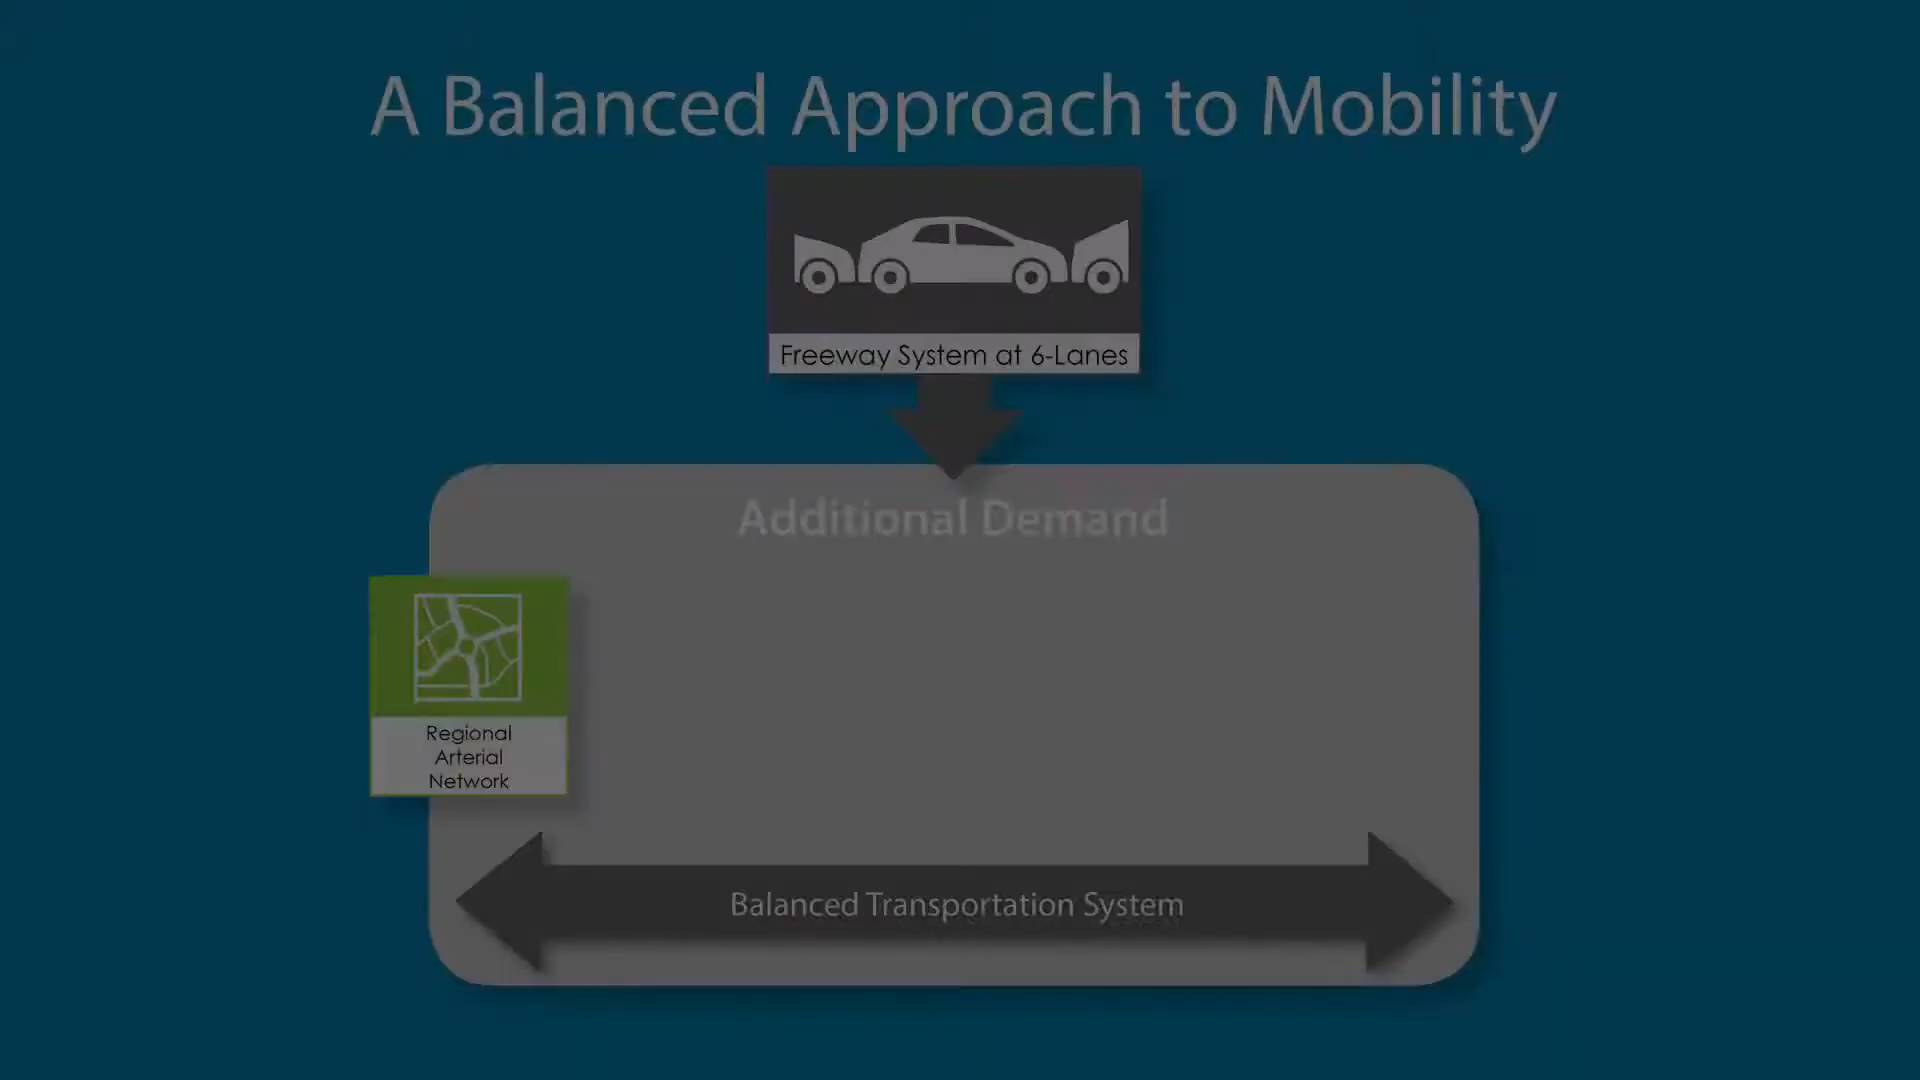 A Balanced Approach to Mobility
Freeway System at 6-Lanes
Additional Demand
Regional
Arterial
Network
Balanced Transportation System